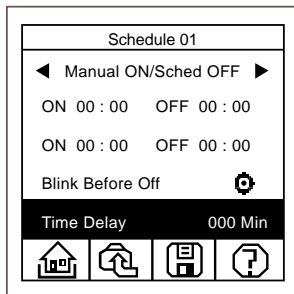 Schedule 01
Manual ON/Sched OFF
ON 00 : 00 OFF 00 : 00
ON 00 : 00 OFF 00 : 00
Blink Before Off
Time Delay 000 Min
?